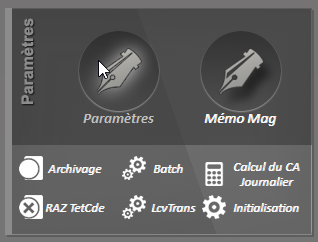 Paramètres
Paramètres
Mémo Mag
Archivage
Batch
Calcul du CA
Journalier
RAZ TetCde
LcvTrans
Initialisation